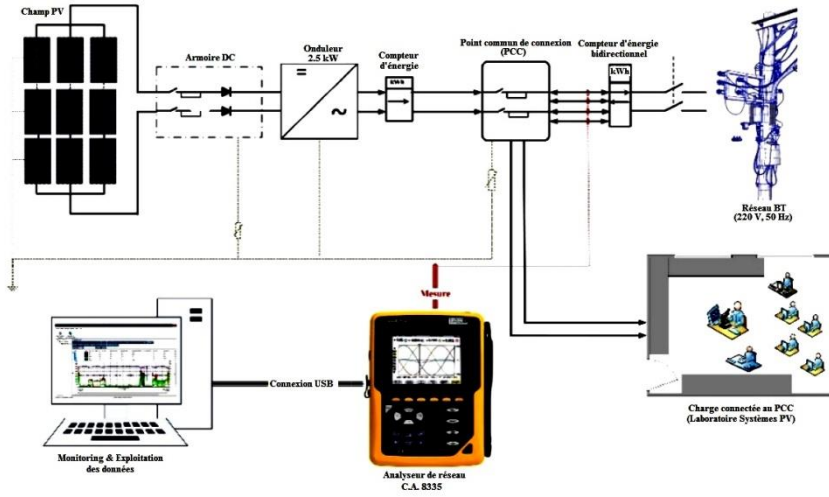 Champ PV
Armoire DC
Onduleur
2.5 kW
Compteur
d'énergie
kWh
Point commun de connexion
(PCC)
Compteur d'énergie
bidirectionnel
kWh
Réseau BT
(220 V, 50 Hz)
Mesure
Connexion USB
Monitoring & Exploitation
des données
Analyseur de réseau
C.A. 8335
Charge connectée au PCC
(Laboratoire Systèmes PV)